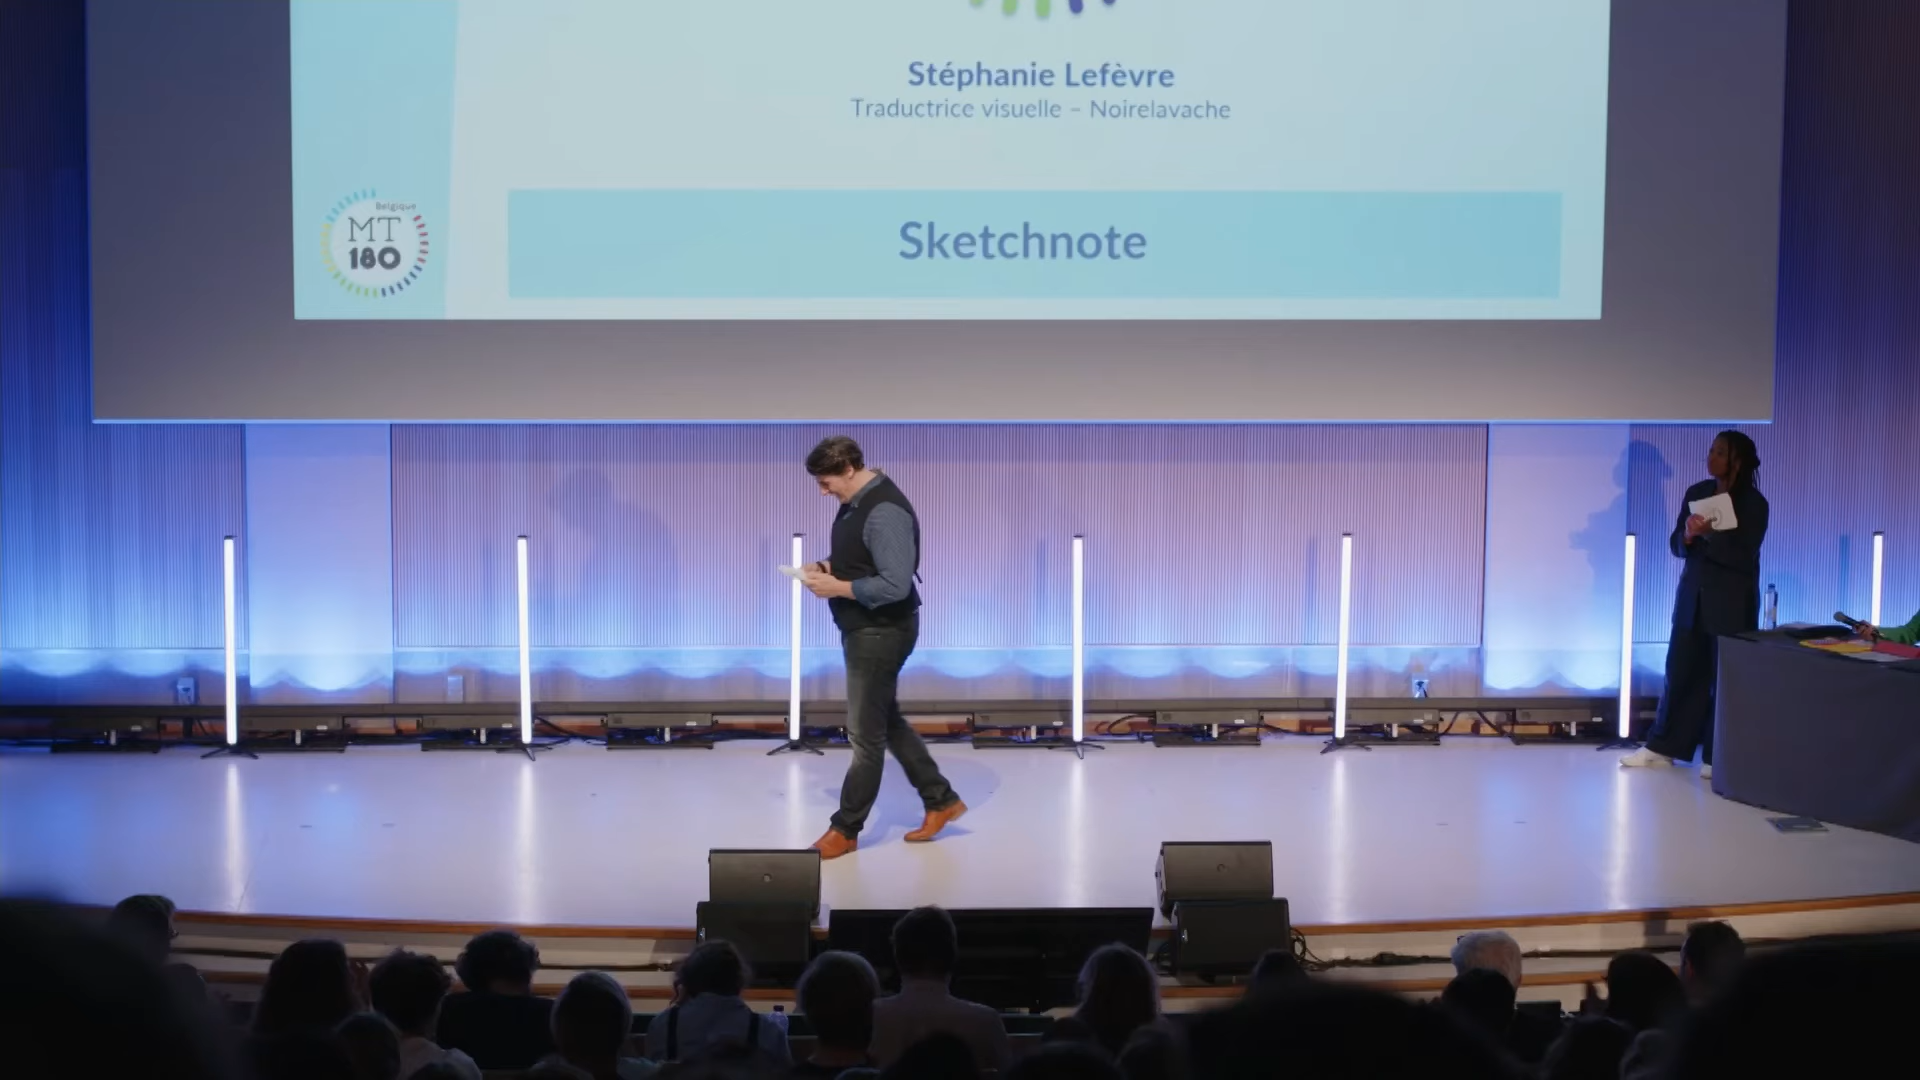 Stéphanie Lefèvre
Traductrice visuelle – Noirelavache
Sketchnote
Belgique
MT
180